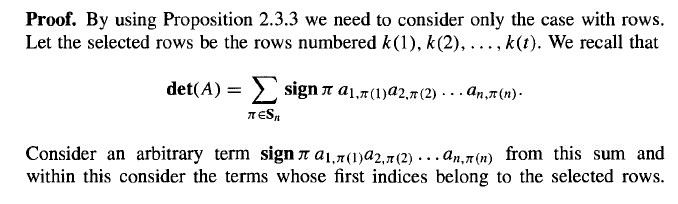 Proof. By using Proposition 2.3.3 we need to consider only the case with rows.
Let the selected rows be the rows numbered k(1), k(2), . . . , k(t). We recall that
det(A) = ∑ sign π a₁,π(1)a₂,π(2) . . . aₙ,π(n).
π∈Sₙ
Consider an arbitrary term sign π a₁,π(1)a₂,π(2) . . . aₙ,π(n) from this sum and
within this consider the terms whose first indices belong to the selected rows.